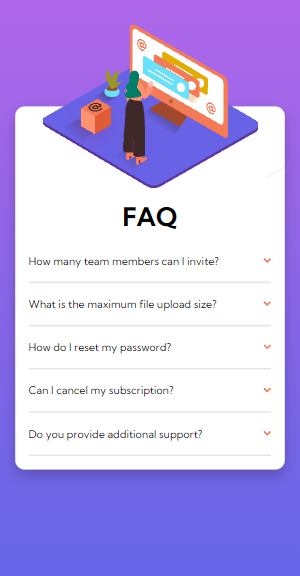 FAQ
How many team members can I invite?
What is the maximum file upload size?
How do I reset my password?
Can I cancel my subscription?
Do you provide additional support?